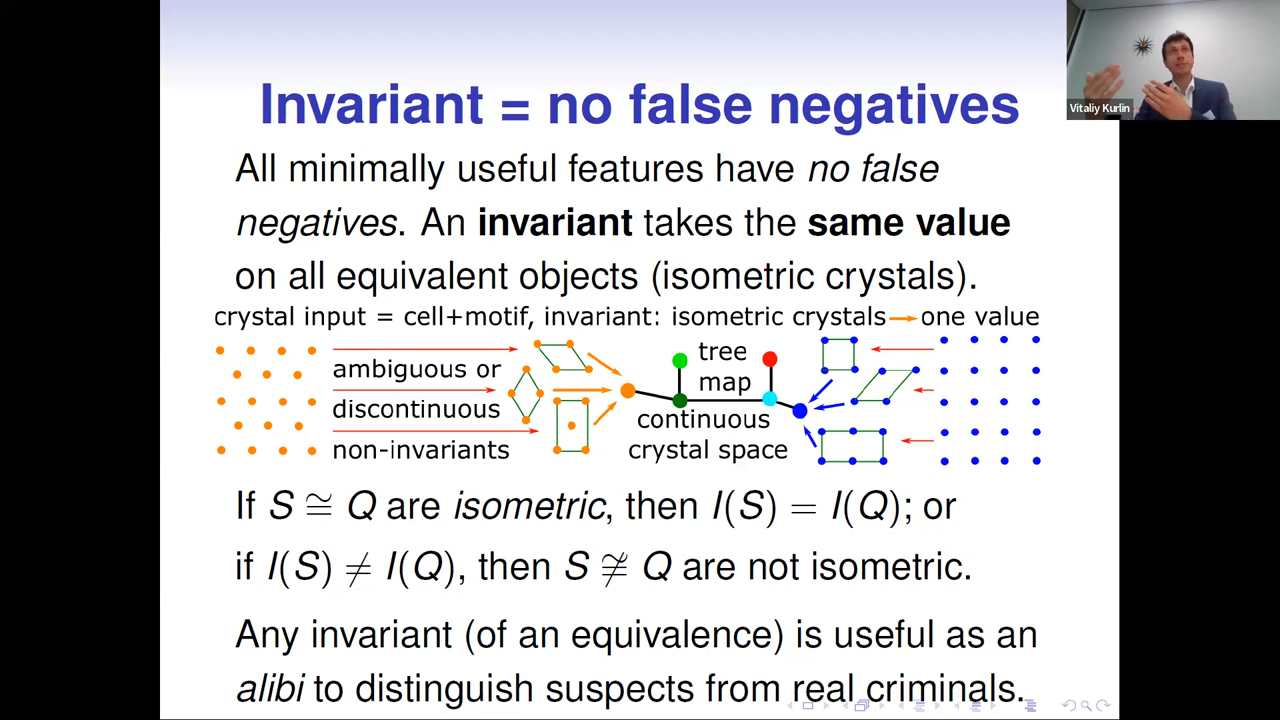 Invariant = no false negatives
Vitaliy Kurlin
All minimally useful features have no false
negatives. An invariant takes the same value
on all equivalent objects (isometric crystals).
crystal input = cell+motif, invariant: isometric crystals → one value
ambiguous or
discontinuous
non-invariants
tree
map
continuous
crystal space
If S ≅ Q are isometric, then I(S) = I(Q); or
if I(S) ≠ I(Q), then S ≇ Q are not isometric.
Any invariant (of an equivalence) is useful as an
alibi to distinguish suspects from real criminals.